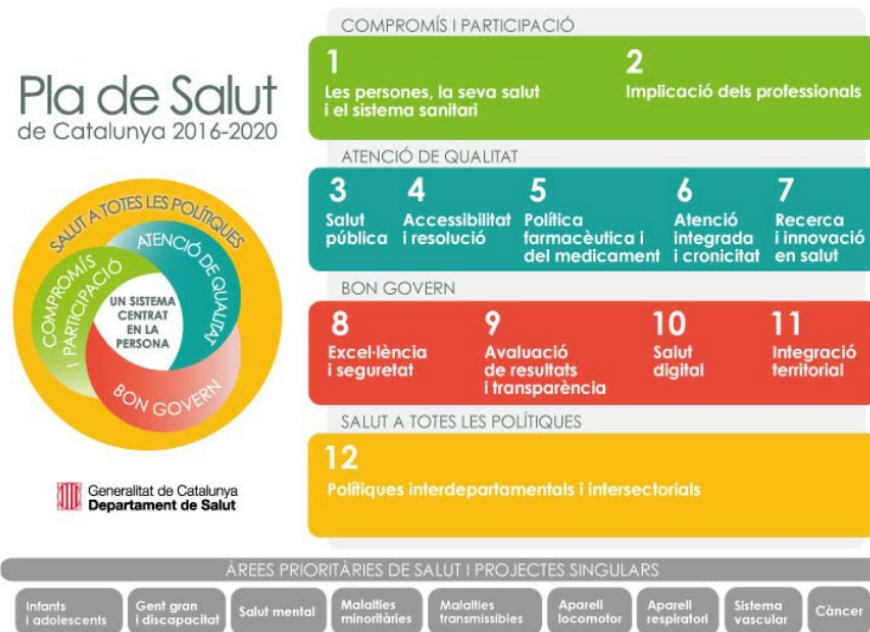 Pla de Salut
de Catalunya 2016-2020
SALUT A TOTES LES POLÍTIQUES
COMPROMÍS
I PARTICIPACIÓ
ATENCIÓ DE QUALITAT
BON GOVERN
UN SISTEMA
CENTRAT
EN LA
PERSONA
Generalitat de Catalunya
Departament de Salut
COMPROMÍS I PARTICIPACIÓ
1
Les persones, la seva salut
i el sistema sanitari
2
Implicació dels professionals
ATENCIÓ DE QUALITAT
3
Salut
pública
4
Accessibilitat
i resolució
5
Política
farmacèutica i
del medicament
6
Atenció
integrada
i cronicitat
7
Recerca
i innovació
en salut
BON GOVERN
8
Excel·lència
i seguretat
9
Avaluació
de resultats
i transparència
10
Salut
digital
11
Integració
territorial
SALUT A TOTES LES POLÍTIQUES
12
Polítiques interdepartamentals i intersectorials
ÀREES PRIORITÀRIES DE SALUT I PROJECTES SINGULARS
Infants
i adolescents
Gent gran
i discapacitat
Salut mental
Malalties
minoritàries
Malalties
transmissibles
Aparell
locomotor
Aparell
respiratori
Sistema
vascular
Càncer